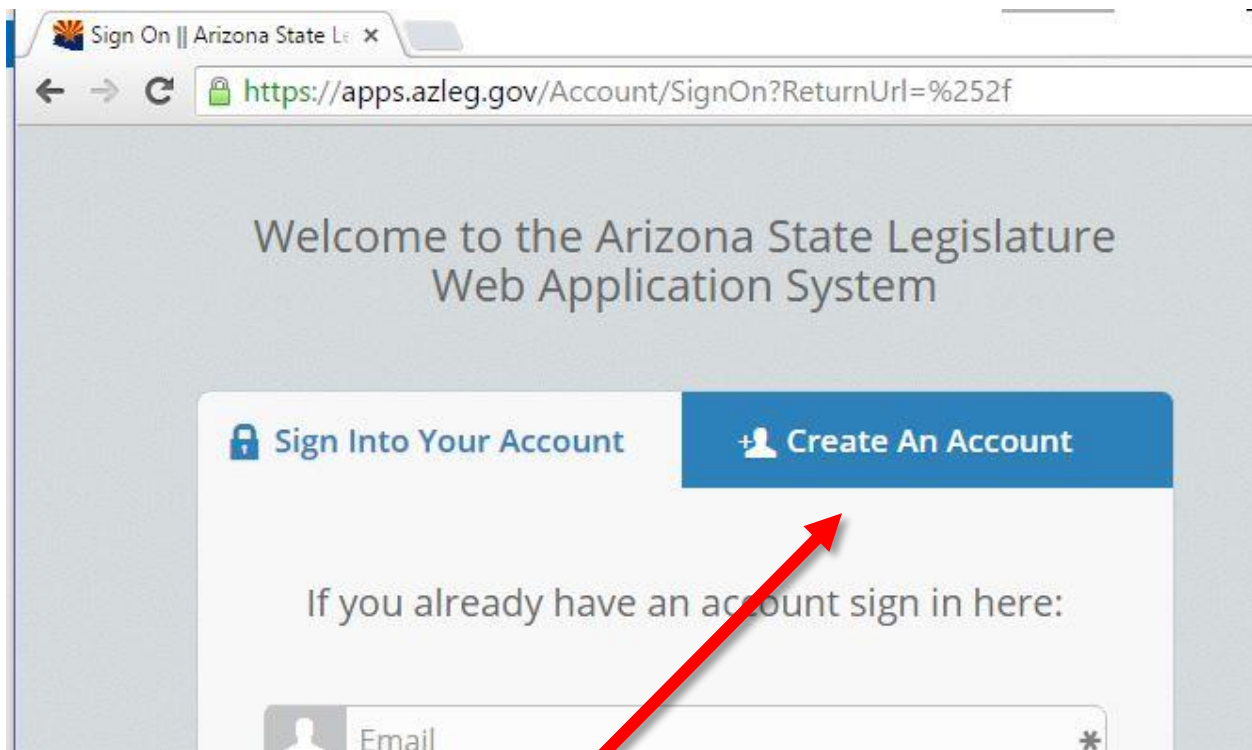 Sign On || Arizona State Le
https://apps.azleg.gov/Account/SignOn?ReturnUrl=%252f
Welcome to the Arizona State Legislature
Web Application System
Sign Into Your Account
Create An Account
If you already have an account sign in here:
Email *